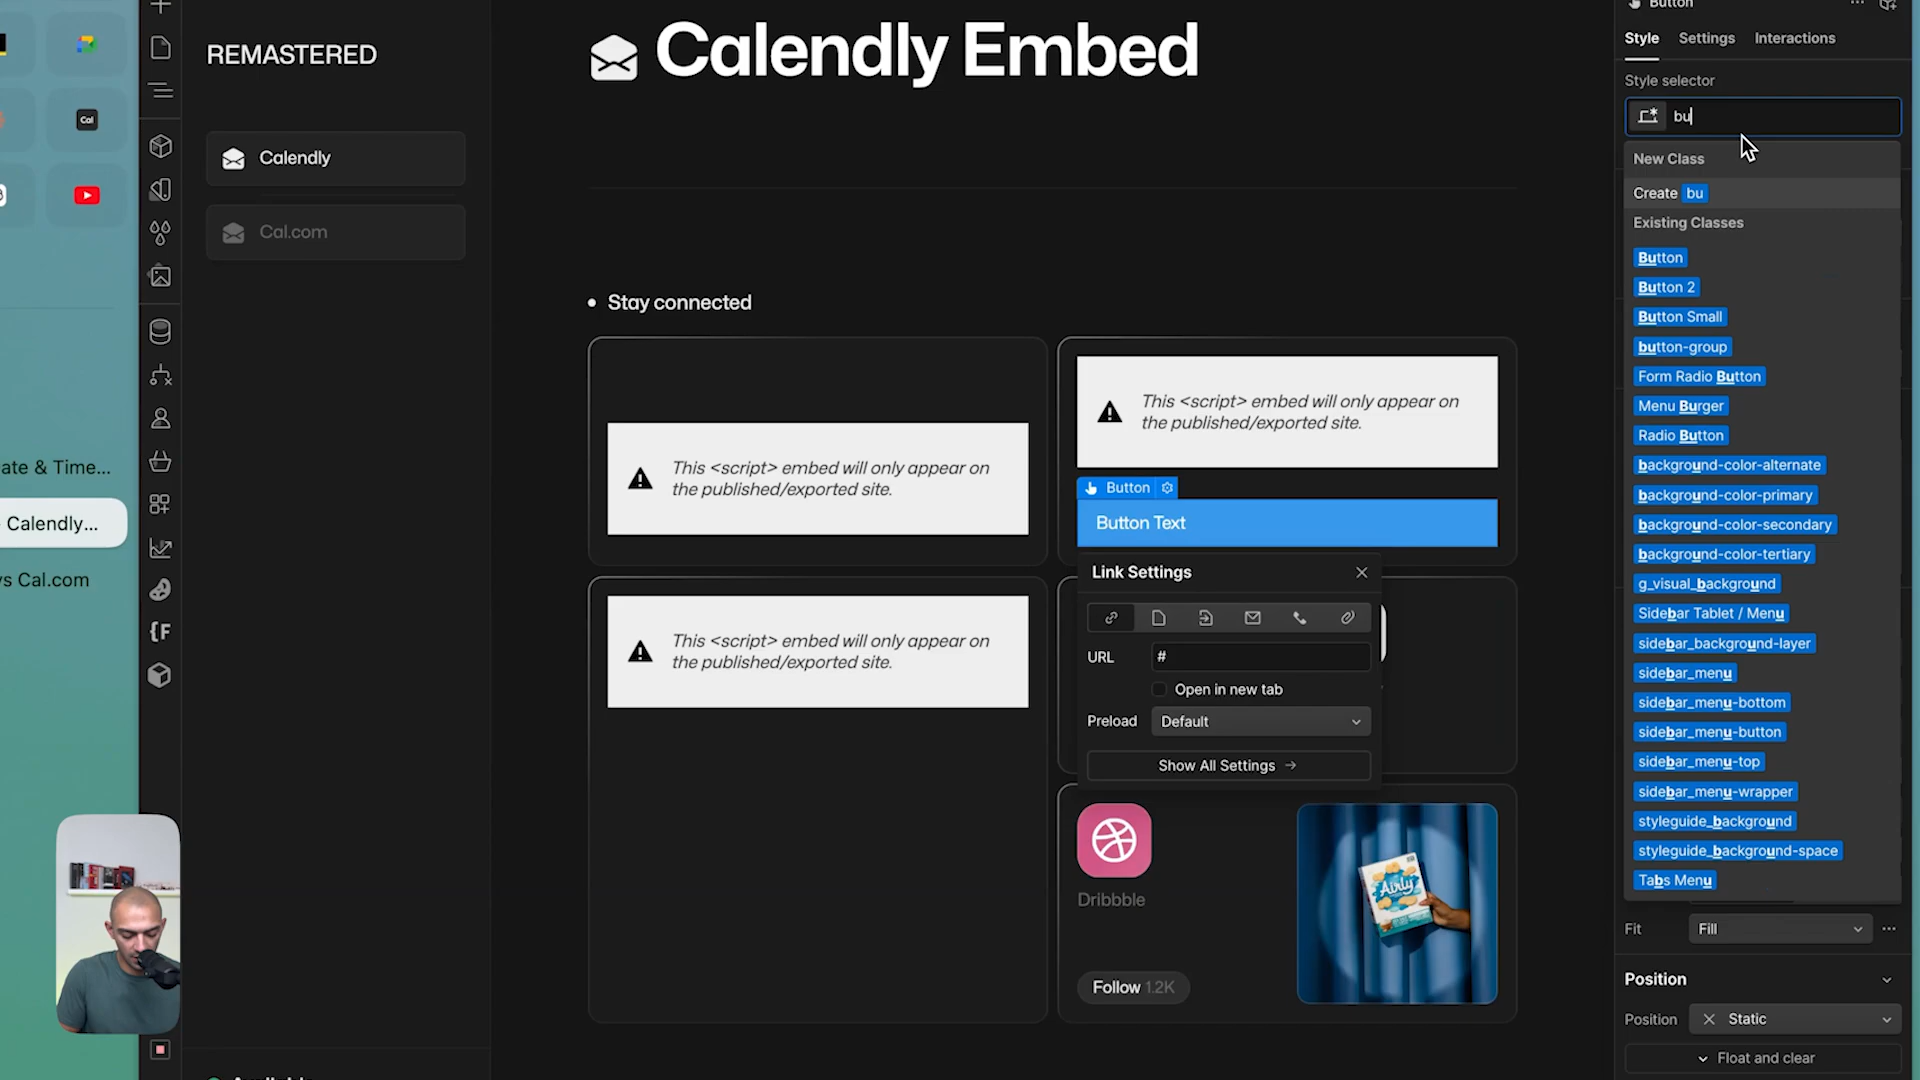 Cal
ate & Time...
Calendly...
s Cal.com
REMASTERED
Calendly
Cal.com
Calendly Embed
Stay connected
This <script> embed will only appear on
the published/exported site.
This <script> embed will only appear on
the published/exported site.
Button
Button Text
This <script> embed will only appear on
the published/exported site.
Link Settings
URL
#
Open in new tab
Preload
Default
Show All Settings
Dribbble
Follow 1.2K
Airly
Button
Style
Settings
Interactions
Style selector
bu
New Class
Create bu
Existing Classes
Button
Button 2
Button Small
button-group
Form Radio Button
Menu Burger
Radio Button
background-color-alternate
background-color-primary
background-color-secondary
background-color-tertiary
g_visual_background
Sidebar Tablet / Menu
sidebar_background-layer
sidebar_menu
sidebar_menu-bottom
sidebar_menu-button
sidebar_menu-top
sidebar_menu-wrapper
styleguide_background
styleguide_background-space
Tabs Menu
Fit
Fill
Position
Position
Static
Float and clear